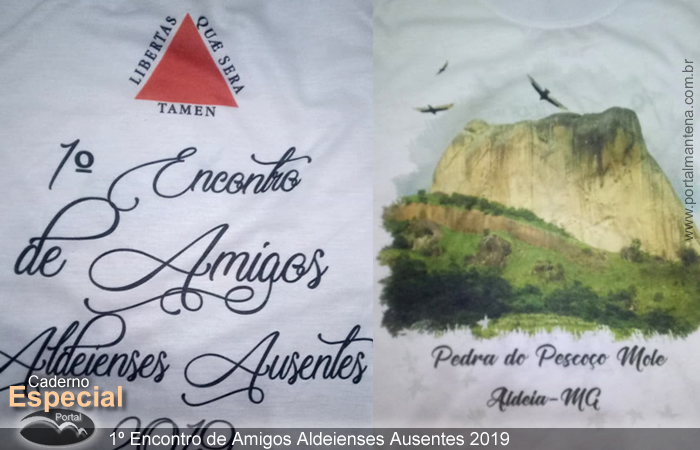 LIBERTAS QUÆ SERA
TAMEN
1º Encontro
de Amigos
Aldeienses Ausentes
2019
Pedra do Pescoço Mole
Aldeia-MG
www.portalmantena.com.br
Caderno
Especial
Portal
1º Encontro de Amigos Aldeienses Ausentes 2019